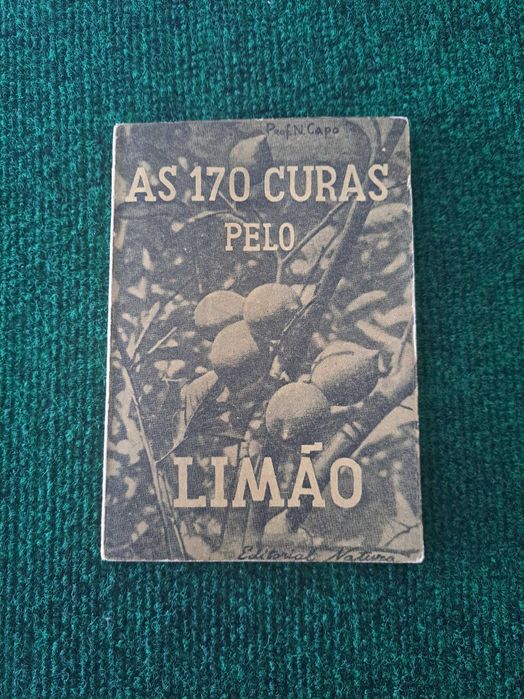 Prof. N. Capo
AS 170 CURAS
PELO
LIMÃO
Editorial Natura